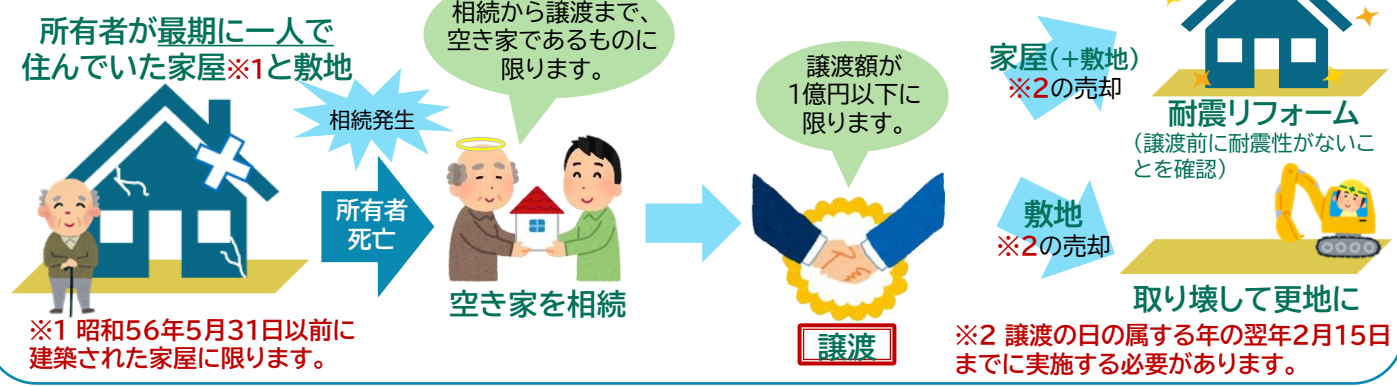 所有者が最期に一人で
住んでいた家屋※1と敷地
※1 昭和56年5月31日以前に
建築された家屋に限ります。
相続発生
所有者
死亡
相続から譲渡まで、
空き家であるものに
限ります。
空き家を相続
譲渡額が
1億円以下に
限ります。
譲渡
家屋(+敷地)
※2の売却
耐震リフォーム
(譲渡前に耐震性がないこ
とを確認)
敷地
※2の売却
取り壊して更地に
※2 譲渡の日の属する年の翌年2月15日
までに実施する必要があります。